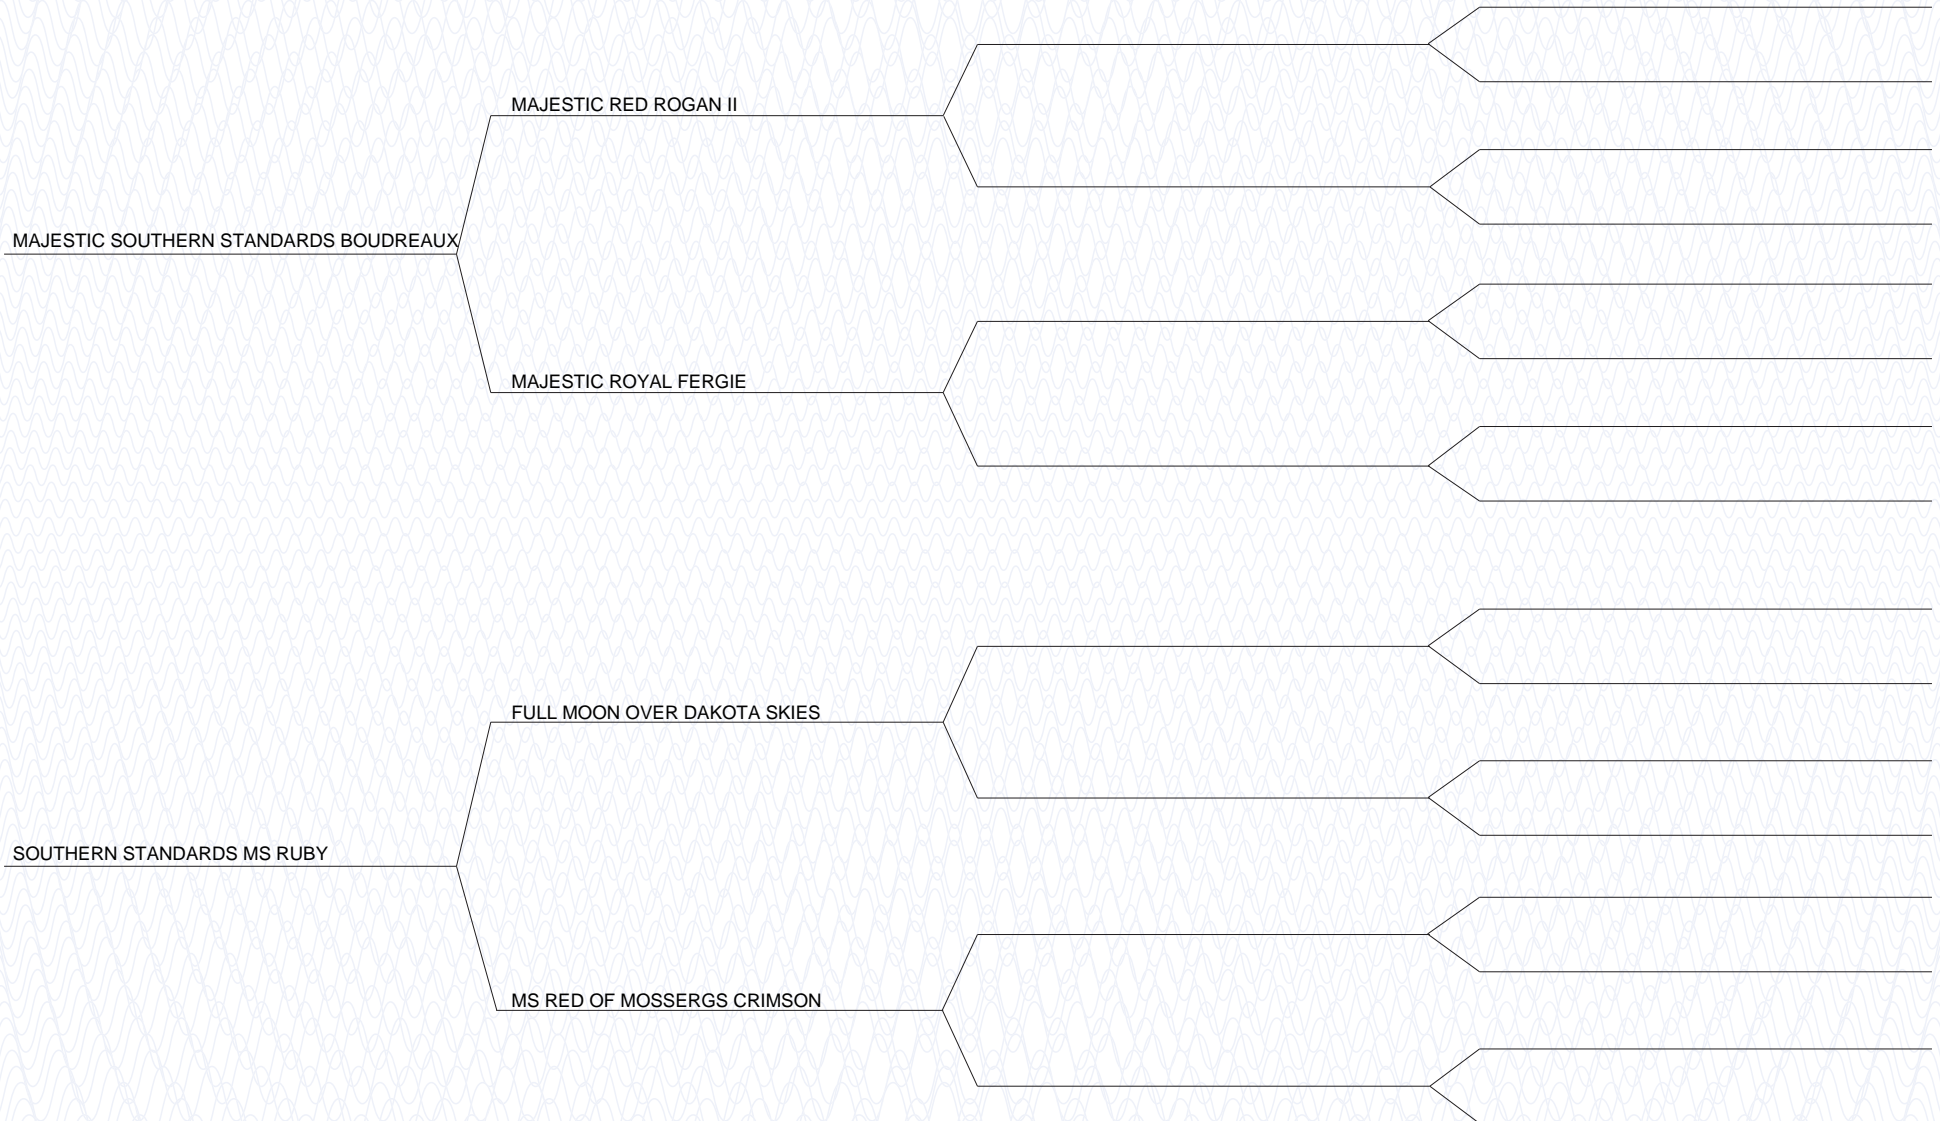 MAJESTIC RED ROGAN II
MAJESTIC SOUTHERN STANDARDS BOUDREAUX
MAJESTIC ROYAL FERGIE
FULL MOON OVER DAKOTA SKIES
SOUTHERN STANDARDS MS RUBY
MS RED OF MOSSERGS CRIMSON